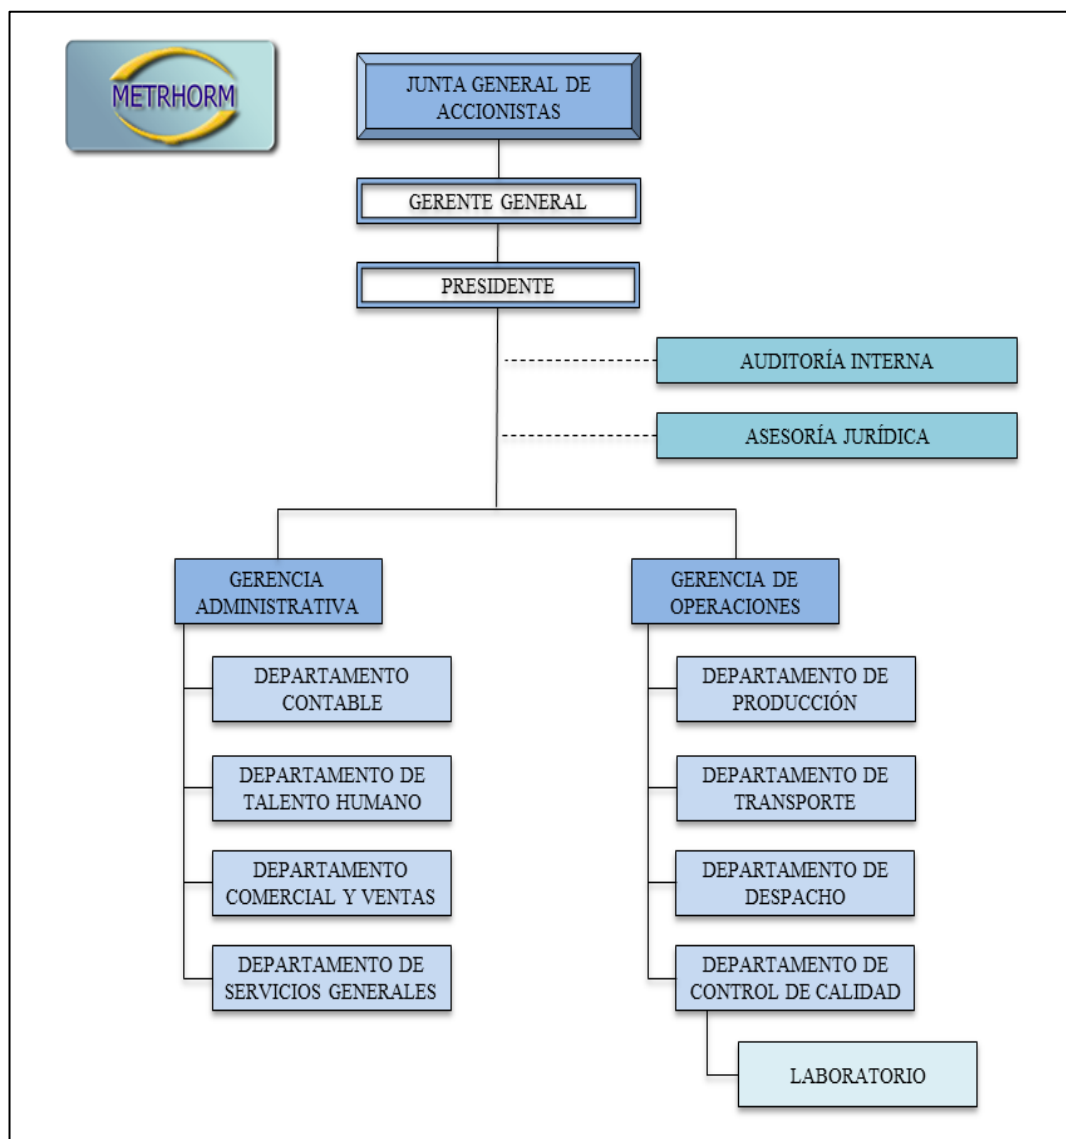 METRHORM
JUNTA GENERAL DE
ACCIONISTAS
GERENTE GENERAL
PRESIDENTE
AUDITORÍA INTERNA
ASESORÍA JURÍDICA
GERENCIA
ADMINISTRATIVA
DEPARTAMENTO
CONTABLE
DEPARTAMENTO DE
TALENTO HUMANO
DEPARTAMENTO
COMERCIAL Y VENTAS
DEPARTAMENTO DE
SERVICIOS GENERALES
GERENCIA DE
OPERACIONES
DEPARTAMENTO DE
PRODUCCIÓN
DEPARTAMENTO DE
TRANSPORTE
DEPARTAMENTO DE
DESPACHO
DEPARTAMENTO DE
CONTROL DE CALIDAD
LABORATORIO